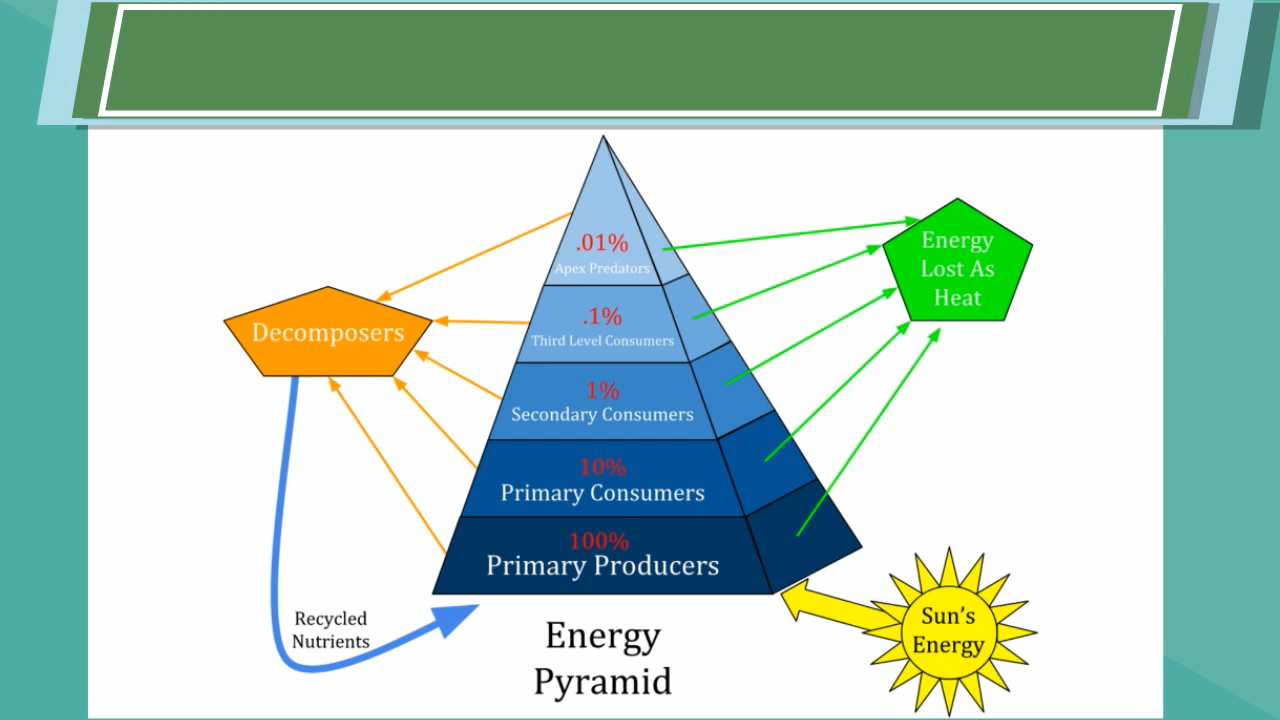 .01%
Apex Predators
Energy
Lost As
Heat
.1%
Third Level Consumers
Decomposers
1%
Secondary Consumers
10%
Primary Consumers
100%
Primary Producers
Recycled
Nutrients
Sun's
Energy
Energy
Pyramid